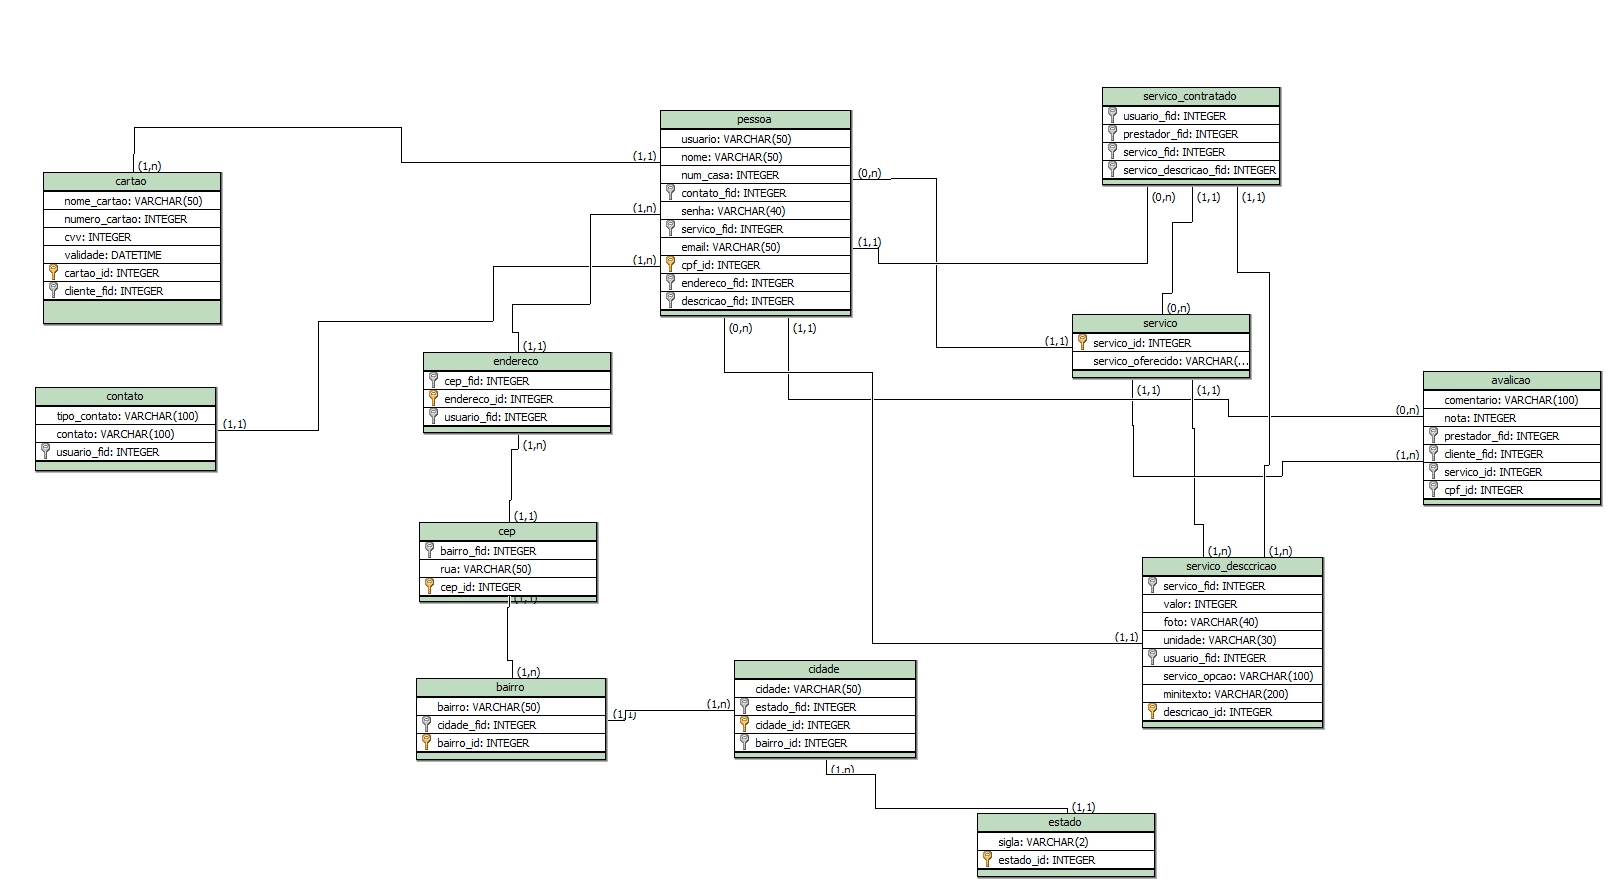 servico_contratado
usuario_fid: INTEGER
prestador_fid: INTEGER
servico_fid: INTEGER
servico_descricao_fid: INTEGER
(0,n)
(1,1)
(1,1)
pessoa
usuario: VARCHAR(50)
nome: VARCHAR(50)
num_casa: INTEGER
contato_fid: INTEGER
senha: VARCHAR(40)
servico_fid: INTEGER
email: VARCHAR(50)
cpf_id: INTEGER
endereco_fid: INTEGER
descricao_fid: INTEGER
(1,1)
(1,n)
(1,n)
(0,n)
(1,1)
(0,n)
(1,1)
(1,n)
cartao
nome_cartao: VARCHAR(50)
numero_cartao: INTEGER
cvv: INTEGER
validade: DATETIME
cartao_id: INTEGER
cliente_fid: INTEGER
(0,n)
(1,1)
servico
servico_id: INTEGER
servico_oferecido: VARCHAR(...
(1,1)
(1,1)
(1,1)
endereco
cep_fid: INTEGER
endereco_id: INTEGER
usuario_fid: INTEGER
(1,n)
contato
tipo_contato: VARCHAR(100)
contato: VARCHAR(100)
usuario_fid: INTEGER
(1,1)
avalicao
comentario: VARCHAR(100)
nota: INTEGER
prestador_fid: INTEGER
cliente_fid: INTEGER
servico_id: INTEGER
cpf_id: INTEGER
(0,n)
(1,n)
(1,1)
cep
bairro_fid: INTEGER
rua: VARCHAR(50)
cep_id: INTEGER
(1,1)
(1,n)
(1,n)
servico_desccricao
servico_fid: INTEGER
valor: INTEGER
foto: VARCHAR(40)
unidade: VARCHAR(30)
usuario_fid: INTEGER
servico_opcao: VARCHAR(100)
minitexto: VARCHAR(200)
descricao_id: INTEGER
(1,1)
(1,n)
bairro
bairro: VARCHAR(50)
cidade_fid: INTEGER
bairro_id: INTEGER
(1,1)
(1,n)
cidade
cidade: VARCHAR(50)
estado_fid: INTEGER
cidade_id: INTEGER
bairro_id: INTEGER
(1,n)
(1,1)
estado
sigla: VARCHAR(2)
estado_id: INTEGER